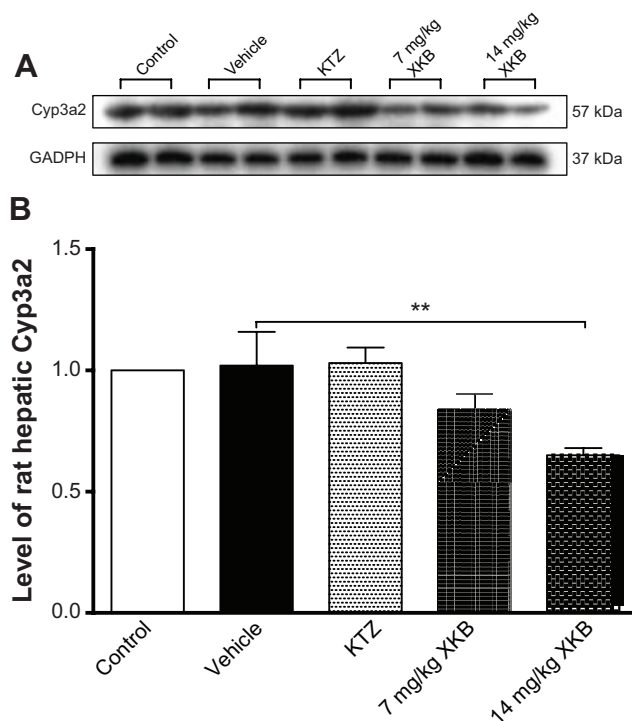 A
Control
Vehicle
KTZ
7 mg/kg
XKB
14 mg/kg
XKB
Cyp3a2
57 kDa
GADPH
37 kDa
B
Level of rat hepatic Cyp3a2
1.5
1.0
0.5
0.0
**
Control
Vehicle
KTZ
7 mg/kg XKB
14 mg/kg XKB